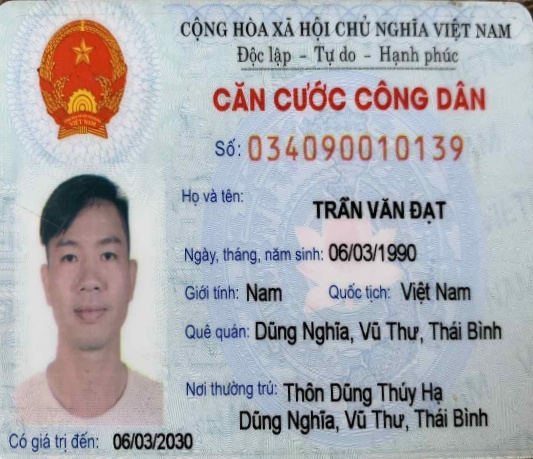 CỘNG HÒA XÃ HỘI CHỦ NGHĨA VIỆT NAM
Độc lập - Tự do - Hạnh phúc
CĂN CƯỚC CÔNG DÂN
Số: 034090010139
Họ và tên:
TRẦN VĂN ĐẠT
Ngày, tháng, năm sinh: 06/03/1990
Giới tính: Nam Quốc tịch: Việt Nam
Quê quán: Dũng Nghĩa, Vũ Thư, Thái Bình
Nơi thường trú: Thôn Dũng Thúy Hạ
Dũng Nghĩa, Vũ Thư, Thái Bình
Có giá trị đến: 06/03/2030
VIỆT NAM